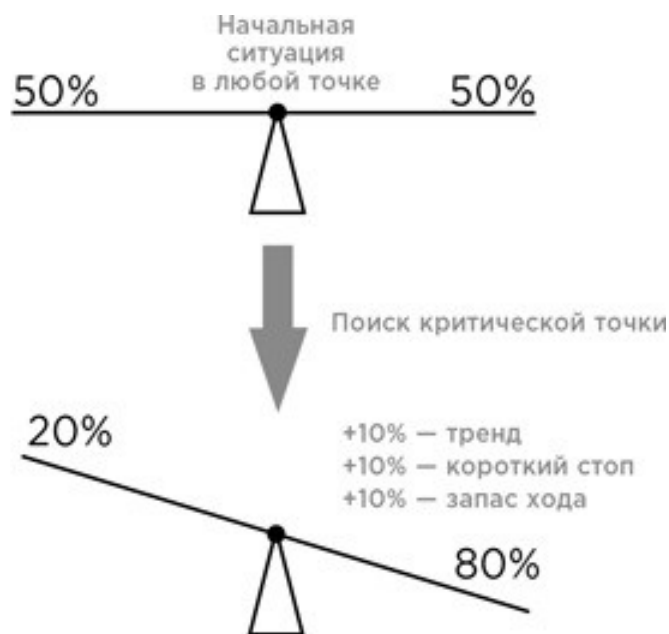 Начальная
ситуация
в любой точке
50%
50%
Поиск критической точки
20%
+10% — тренд
+10% — короткий стоп
+10% — запас хода
80%